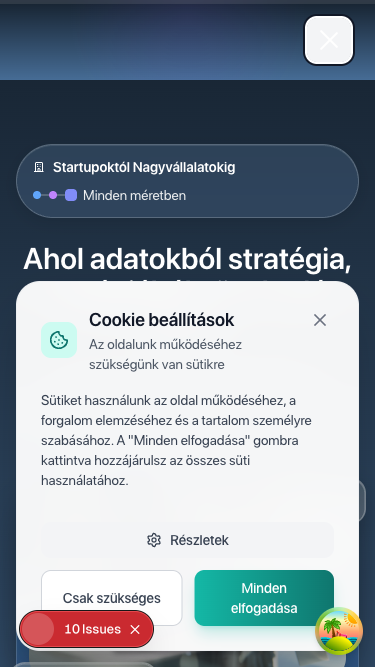 Startupoktól Nagyvállalatokig
Minden méretben
Ahol adatokból stratégia,
Cookie beállítások
Az oldalunk működéséhez
szükségünk van sütikre
Sütiket használunk az oldal működéséhez, a
forgalom elemzéséhez és a tartalom személyre
szabásához. A "Minden elfogadása" gombra
kattintva hozzájárulsz az összes süti
használatához.
Részletek
Csak szükséges
Minden
elfogadása
10 Issues